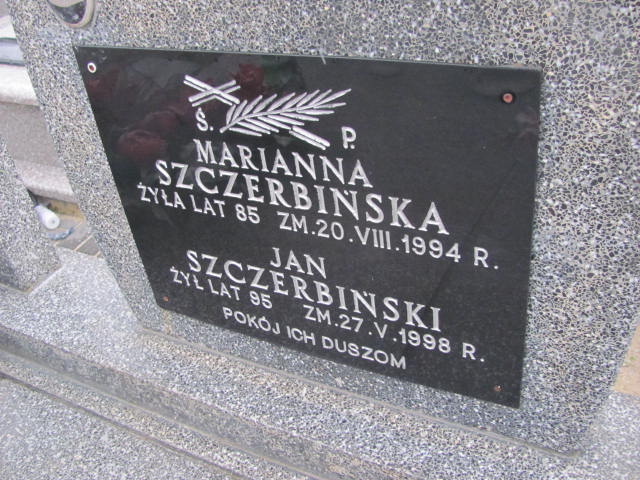 Ś. P.
MARIANNA
SZCZERBIŃSKA
ŻYŁA LAT 85 ZM.20.VIII.1994 R.
JAN
SZCZERBIŃSKI
ŻYŁ LAT 95 ZM.27.V.1998 R.
POKÓJ ICH DUSZOM